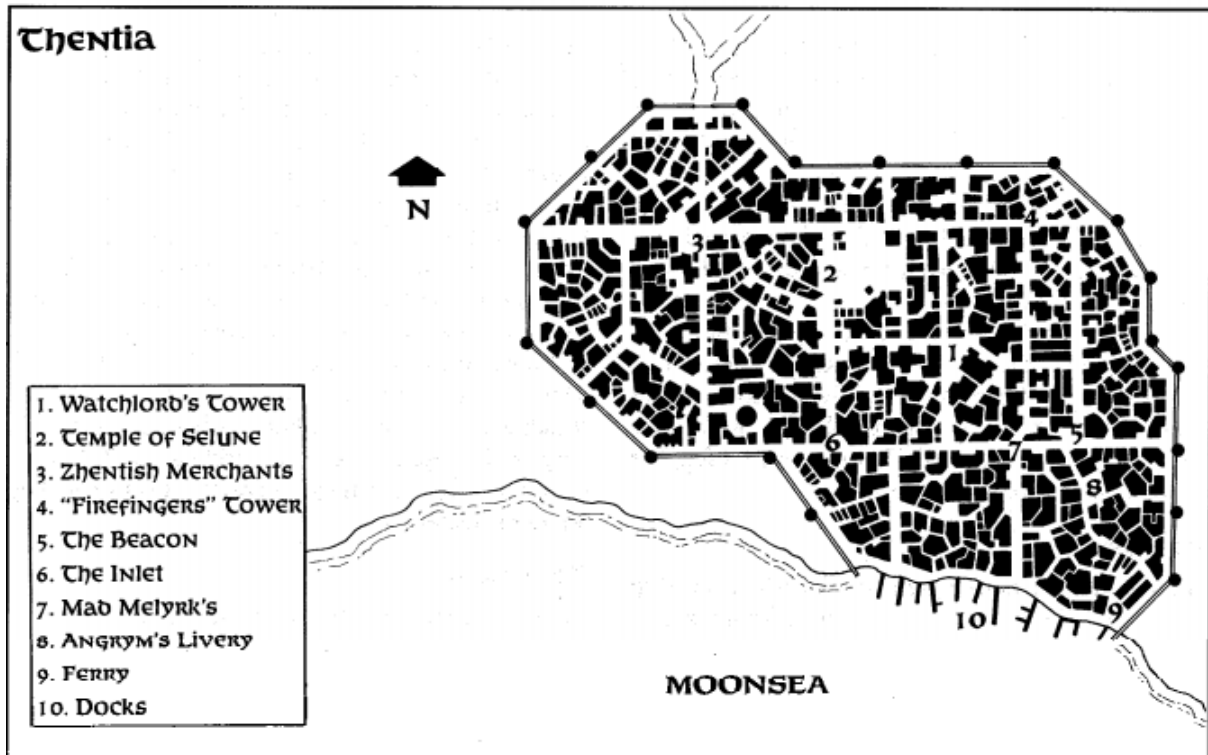 Thentia
N
4
3
2
1
6
7
5
8
9
10
1. Watchlord's Tower
2. Temple of Selune
3. Zhentish Merchants
4. "Firefingers" Tower
5. The Beacon
6. The Inlet
7. Mad Melyrk's
8. Angrym's Livery
9. Ferry
10. Docks
MOONSEA